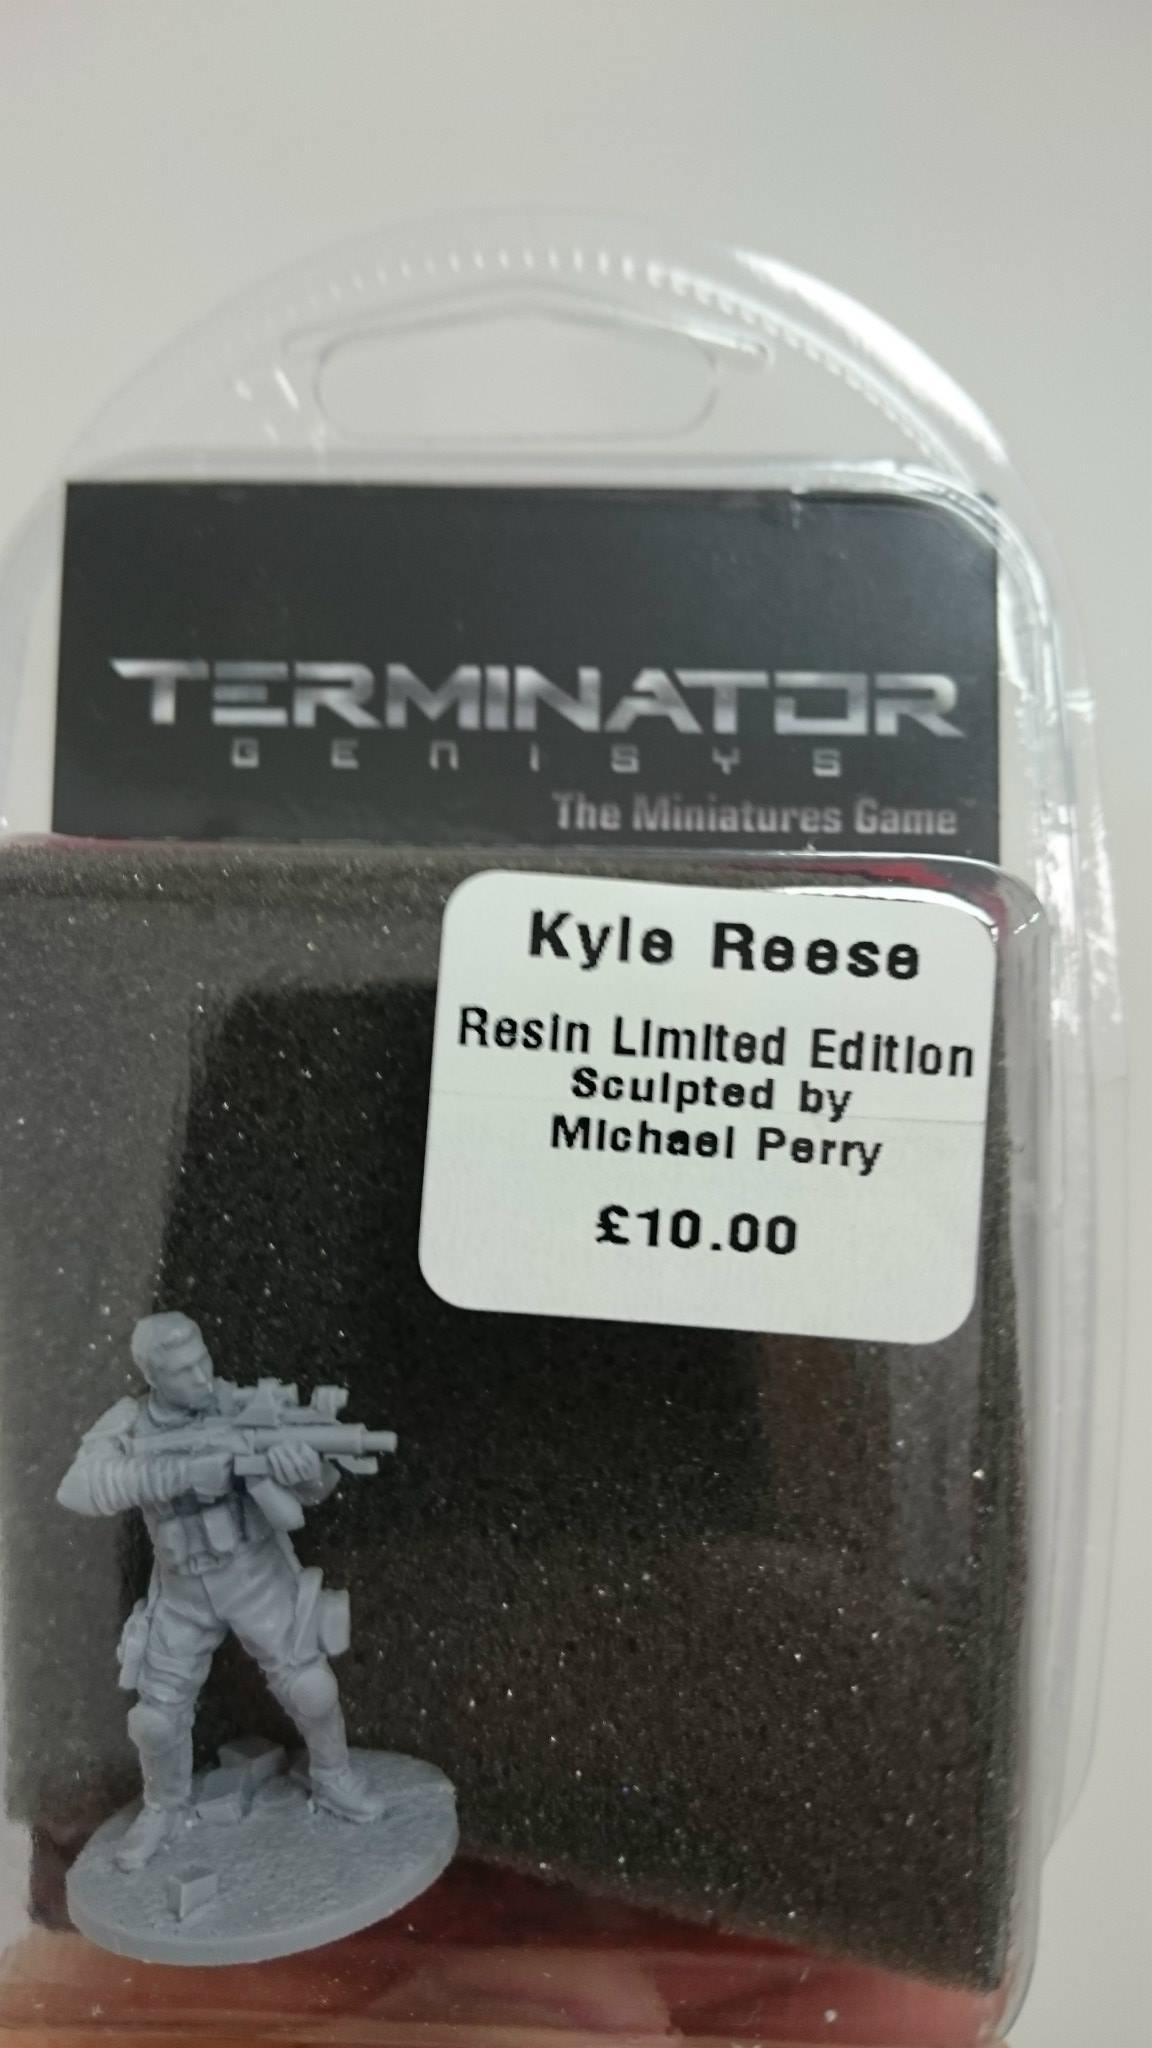 TERMINATOR
GENISYS
The Miniatures Game
Kyle Reese
Resin Limited Edition
Sculpted by
Michael Perry
£10.00